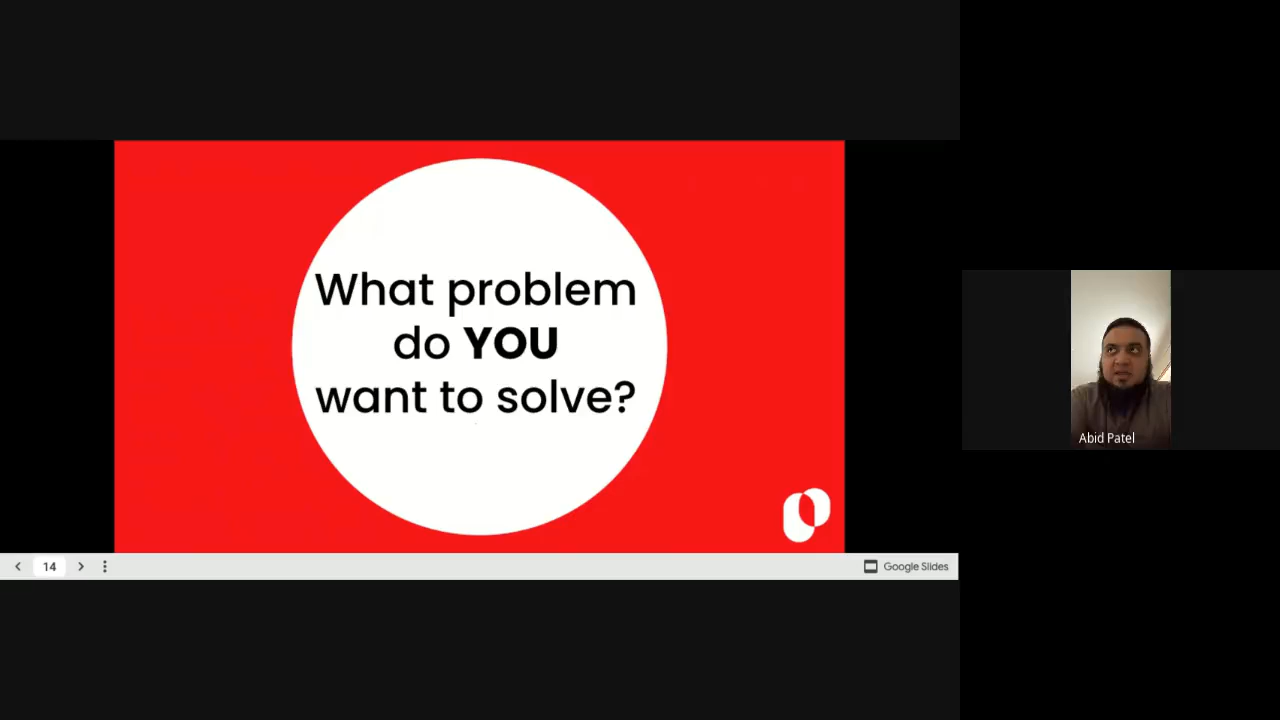 What problem
do YOU
want to solve?
14
Google Slides
Abid Patel